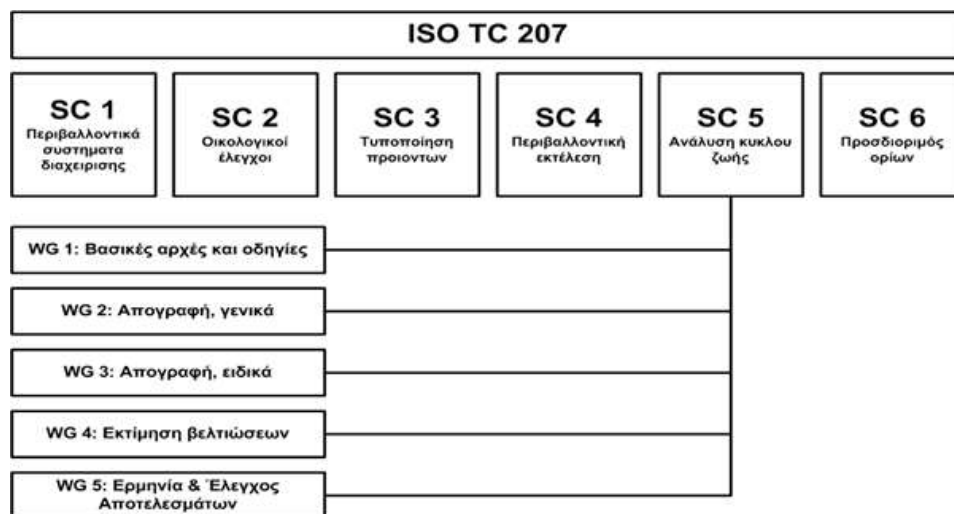 ISO TC 207
SC 1
Περιβαλλοντικά
συστηματα
διαχειρισης
SC 2
Οικολογικοί
έλεγχοι
SC 3
Τυποποίηση
προιοντων
SC 4
Περιβαλλοντική
εκτέλεση
SC 5
Ανάλυση κυκλου
ζωής
SC 6
Προσδιοριμός
ορίων
WG 1: Βασικές αρχές και οδηγίες
WG 2: Απογραφή, γενικά
WG 3: Απογραφή, ειδικά
WG 4: Εκτίμηση βελτιώσεων
WG 5: Ερμηνία & Έλεγχος
Αποτελεσμάτων